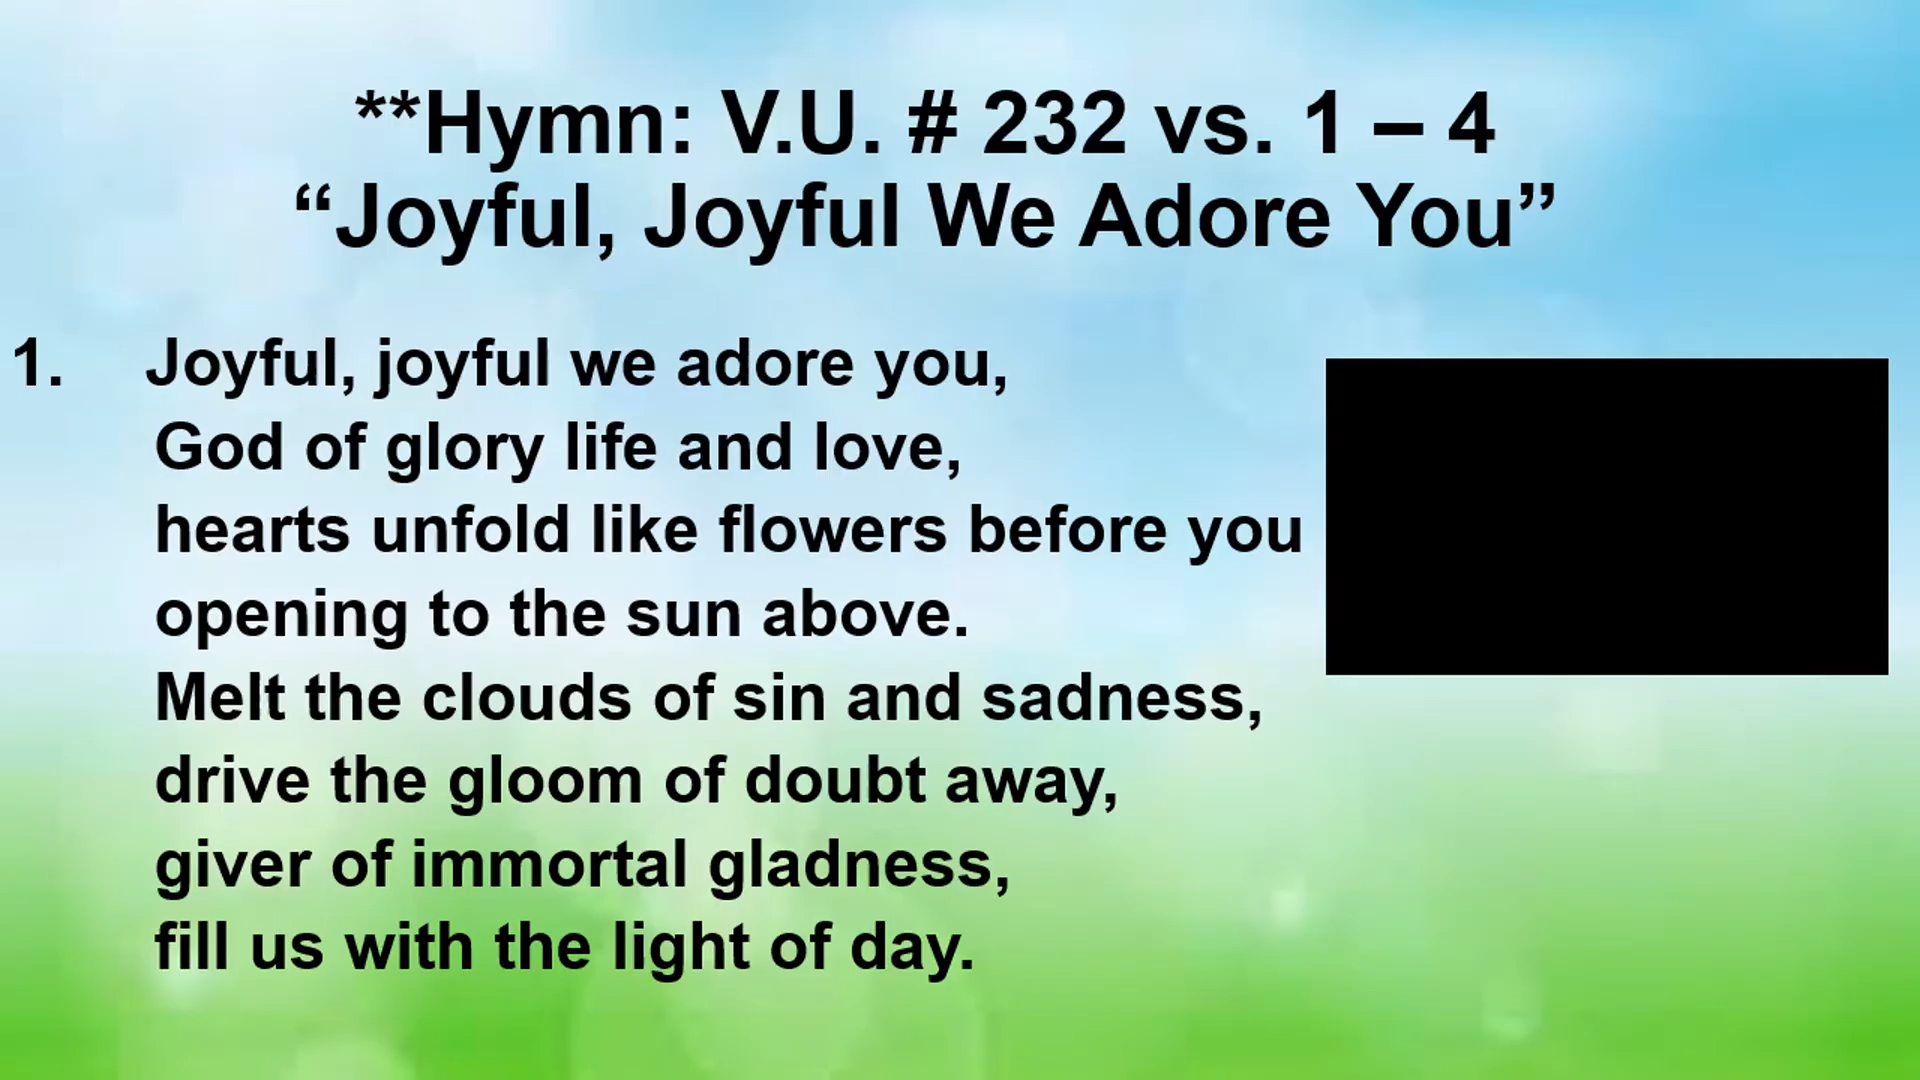 **Hymn: V.U. # 232 vs. 1 – 4
“Joyful, Joyful We Adore You”
1. Joyful, joyful we adore you,
God of glory life and love,
hearts unfold like flowers before you
opening to the sun above.
Melt the clouds of sin and sadness,
drive the gloom of doubt away,
giver of immortal gladness,
fill us with the light of day.